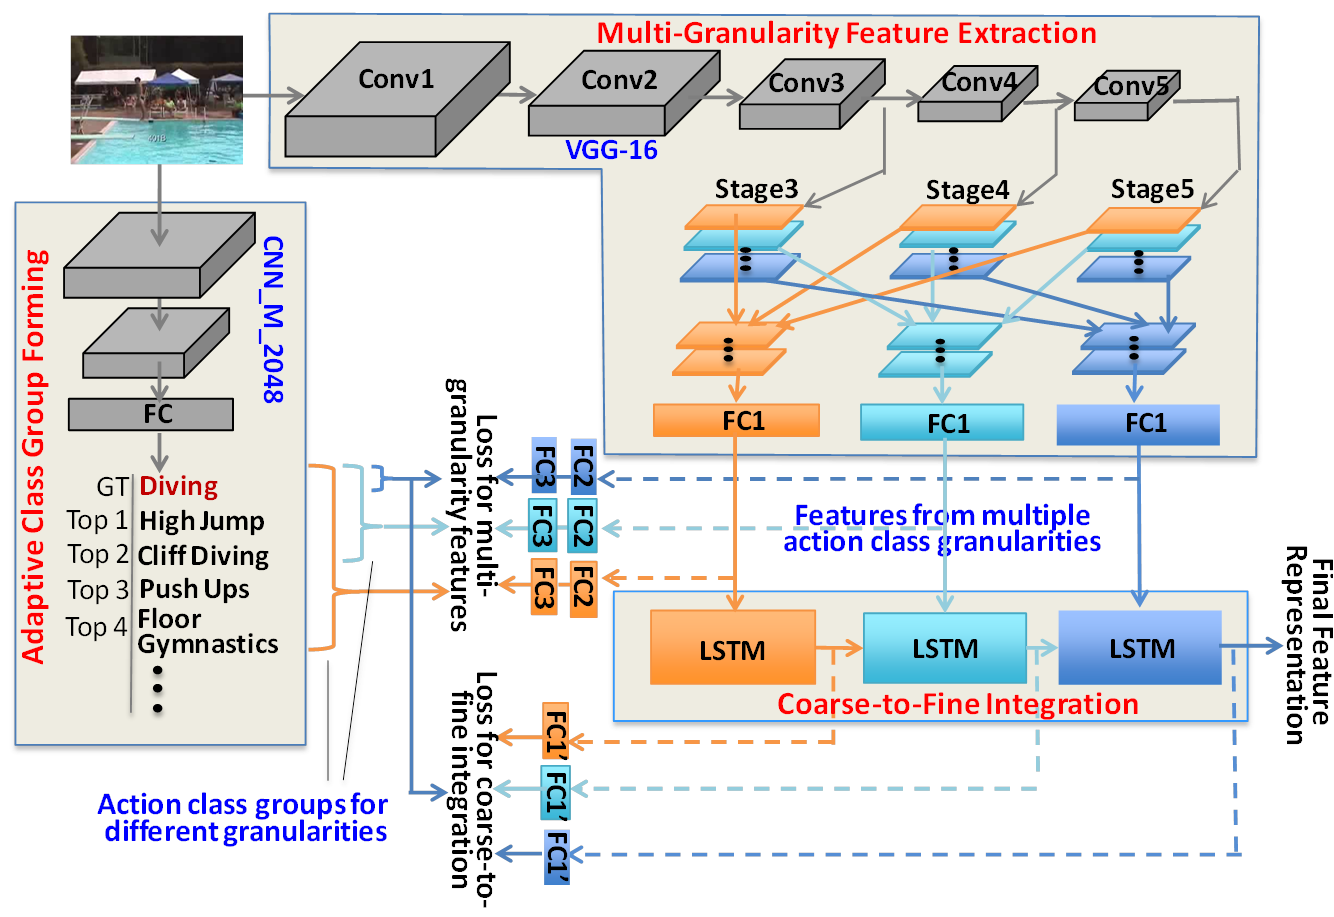 Multi-Granularity Feature Extraction
Conv1
Conv2
Conv3
Conv4
Conv5
VGG-16
Stage3
Stage4
Stage5
FC1
FC1
FC1
Adaptive Class Group Forming
CNN_M_2048
FC
GT Diving
Top 1 High Jump
Top 2 Cliff Diving
Top 3 Push Ups
Top 4 Floor
Gymnastics
Action class groups for
different granularities
Loss for multi-
granularity features
FC3
FC2
FC3
FC2
FC3
FC2
Features from multiple
action class granularities
LSTM
LSTM
LSTM
Coarse-to-Fine Integration
Final Feature
Representation
Loss for coarse-to-
fine integration
FC1’
FC1’
FC1’